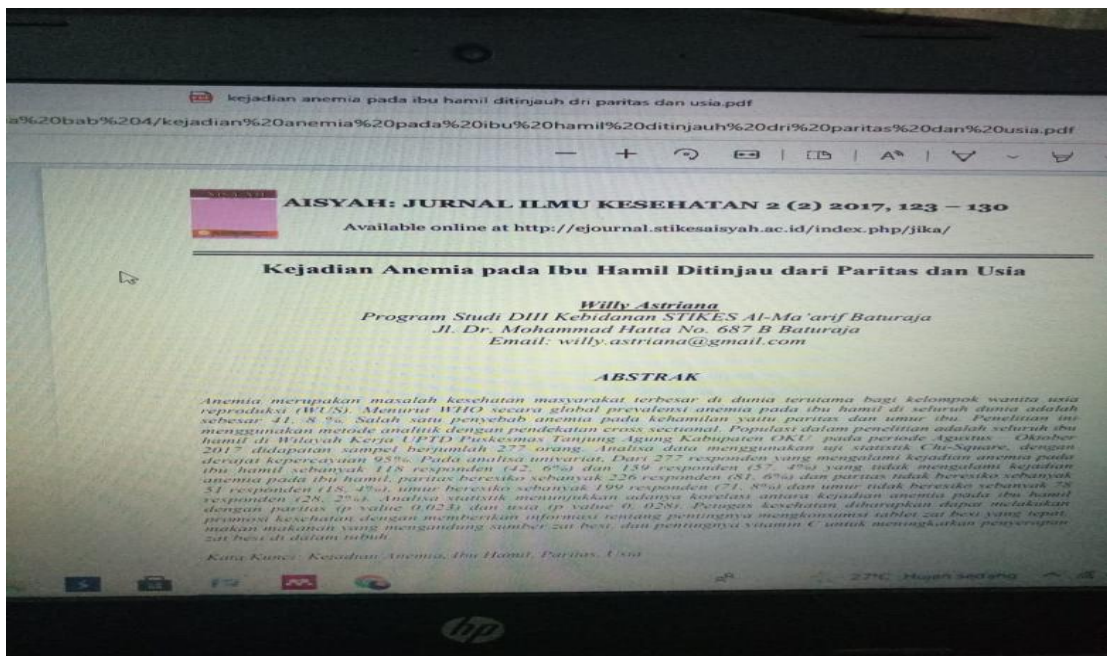 kejadian anemia pada ibu hamil ditinjauh dri paritas dan usia.pdf
a%20bab%204/kejadian%20anemia%20pada%20ibu%20hamil%20ditinjauh%20dri%20paritas%20dan%20usia.pdf
AISYAH: JURNAL ILMU KESEHATAN 2 (2) 2017, 123 – 130
Available online at http://ejournal.stikesaisyah.ac.id/index.php/jika/
Kejadian Anemia pada Ibu Hamil Ditinjau dari Paritas dan Usia
Willy Astriana
Program Studi DIII Kebidanan STIKES Al-Ma'arif Baturaja
Jl. Dr. Mohammad Hatta No. 687 B Baturaja
Email: willy.astriana@gmail.com
ABSTRAK
Anemia merupakan masalah kesehatan masyarakat terbesar di dunia terutama bagi kelompok wanita usia
reproduksi (WUS). Menurut WHO secara global prevalensi anemia pada ibu hamil di seluruh dunia adalah
sebesar 41, 8 %. Salah satu penyebab anemia pada kehamilan yaitu paritas dan umur ibu. Penelitian ini
menggunakan metode analitik dengan pendekatan cross sectional. Populasi dalam penelitian adalah seluruh ibu
hamil di Wilayah Kerja UPTD Puskesmas Tanjung Agung Kabupaten OKU pada periode Agustus - Oktober
2017 didapatan sampel berjumlah 277 orang. Analisa data menggunakan uji statistik Chi-Square, dengan
derajat kepercayaan 95%. Pada analisa univariat, Dari 277 responden yang mengalami kejadian anemia pada
ibu hamil sebanyak 118 responden (42, 6%) dan 159 responden (57, 4%) yang tidak mengalami kejadian
anemia pada ibu hamil, paritas beresiko sebanyak 226 responden (81, 6%) dan paritas tidak beresiko sebanyak
51 responden (18, 4%), umur beresiko sebanyak 199 responden (71, 8%) dan umur tidak beresiko sebanyak 78
responden (28, 2%). Analisa statistik menunjukkan adanya korelasi antara kejadian anemia pada ibu hamil
dengan paritas (p value 0,023) dan usia (p value 0, 028). Petugas kesehatan diharapkan dapat melakukan
promosi kesehatan dengan memberikan informasi tentang pentingnya mengkonsumsi tablet zat besi yang tepat,
makan makanan yang mengandung sumber zat besi, dan pentingnya vitamin C untuk meningkatkan penyerapan
zat besi di dalam tubuh.
Kata Kunci: Kejadian Anemia, Ibu Hamil, Paritas, Usia
27°C Hujan sedang
hp